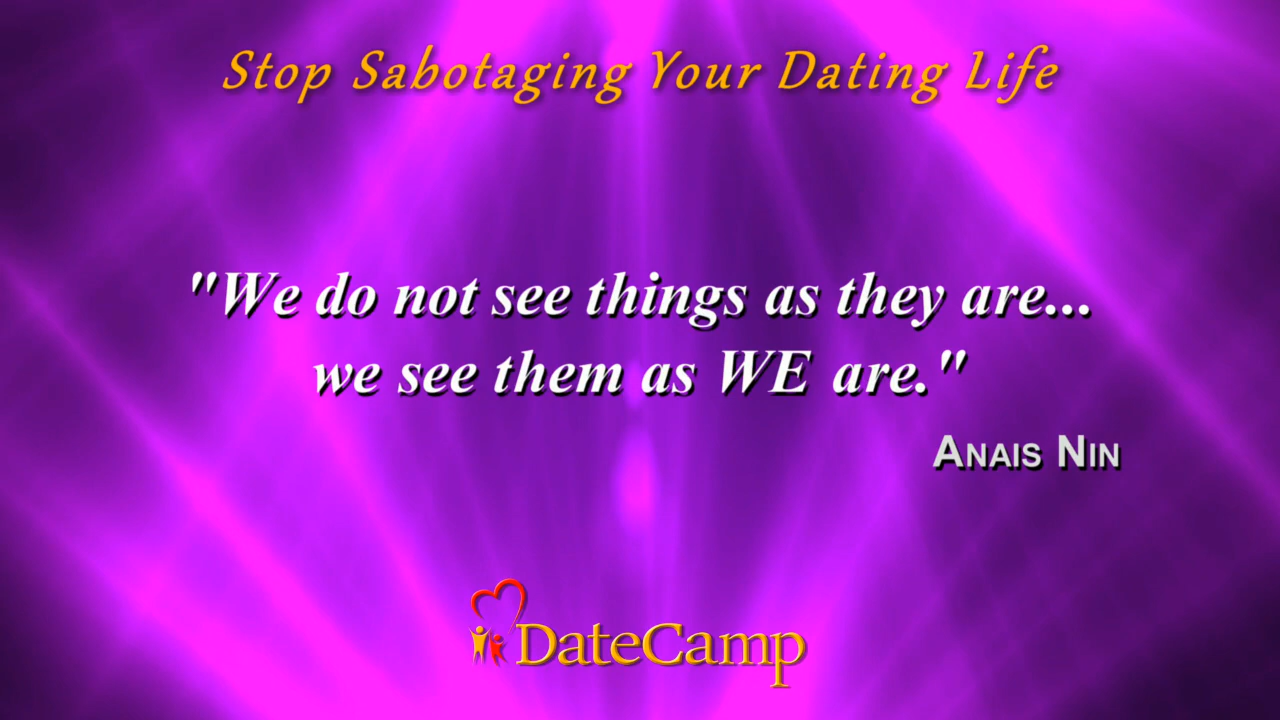 Stop Sabotaging Your Dating Life
"We do not see things as they are...
we see them as WE are."
Anais Nin
DateCamp